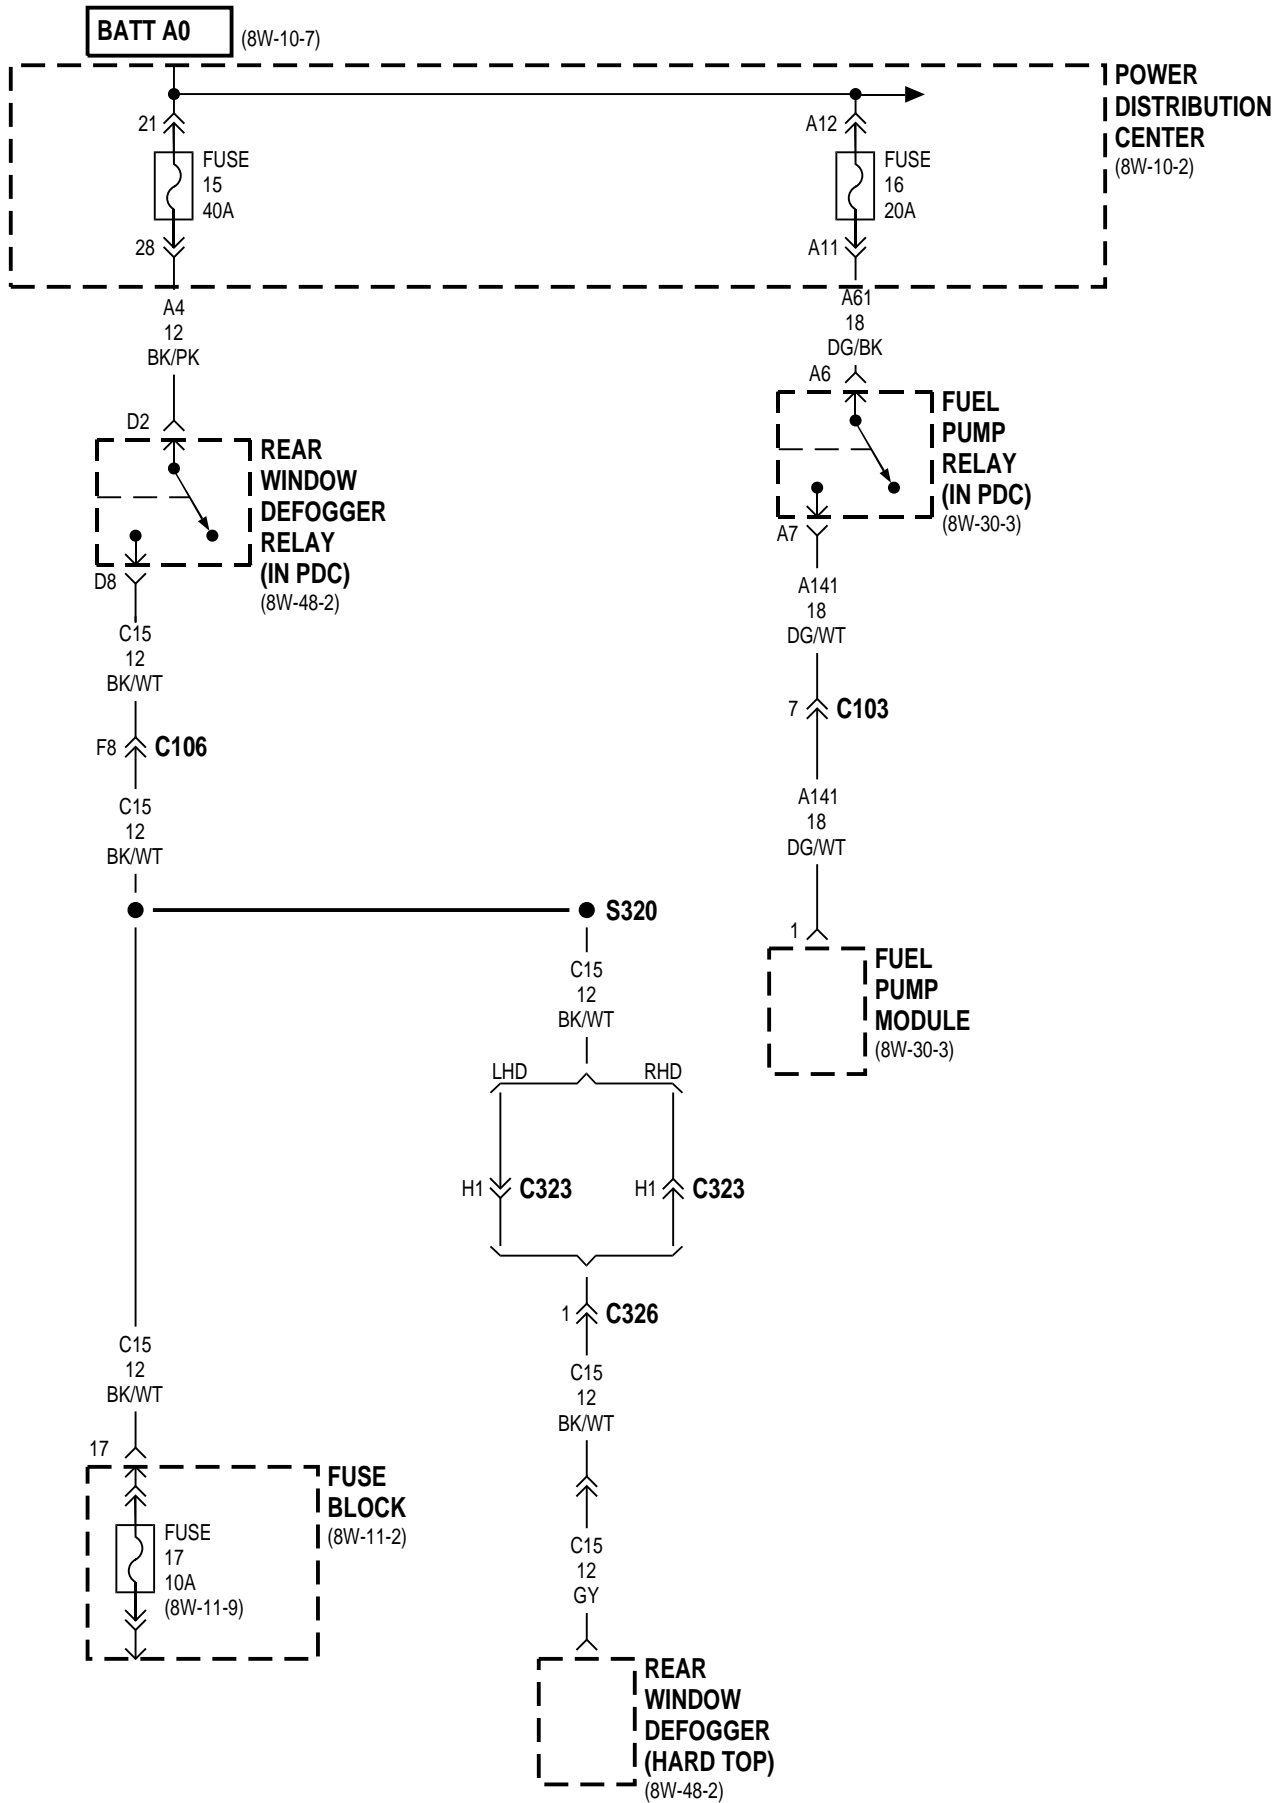 BATT A0
(8W-10-7)
POWER
DISTRIBUTION
CENTER
(8W-10-2)
21
FUSE
15
40A
28
A12
FUSE
16
20A
A11
A4
12
BK/PK
A61
18
DG/BK
D2
REAR
WINDOW
DEFOGGER
RELAY
(IN PDC)
(8W-48-2)
D8
A6
FUEL
PUMP
RELAY
(IN PDC)
(8W-30-3)
A7
C15
12
BK/WT
A141
18
DG/WT
F8
C106
7
C103
C15
12
BK/WT
A141
18
DG/WT
S320
1
FUEL
PUMP
MODULE
(8W-30-3)
C15
12
BK/WT
LHD
RHD
H1
C323
H1
C323
1
C326
C15
12
BK/WT
C15
12
BK/WT
17
FUSE
BLOCK
(8W-11-2)
FUSE
17
10A
(8W-11-9)
C15
12
GY
REAR
WINDOW
DEFOGGER
(HARD TOP)
(8W-48-2)